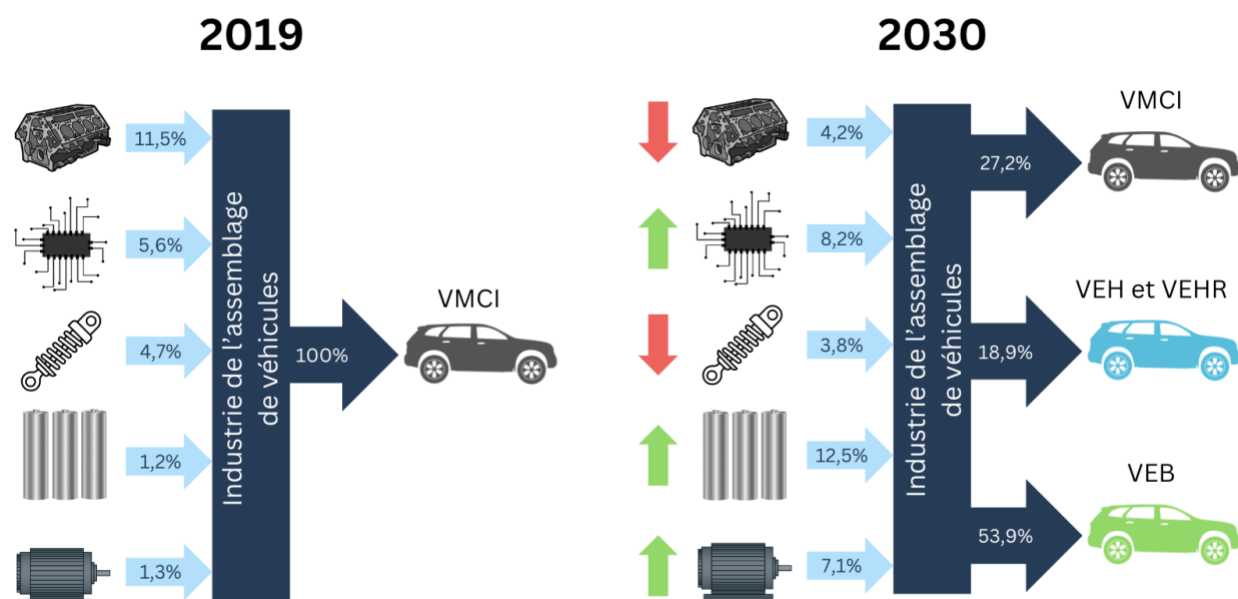 2019
11,5%
5,6%
4,7%
1,2%
1,3%
Industrie de l'assemblage
de véhicules
100%
VMCI
2030
4,2%
8,2%
3,8%
12,5%
7,1%
Industrie de l'assemblage
de véhicules
27,2%
VMCI
18,9%
VEH et VEHR
53,9%
VEB